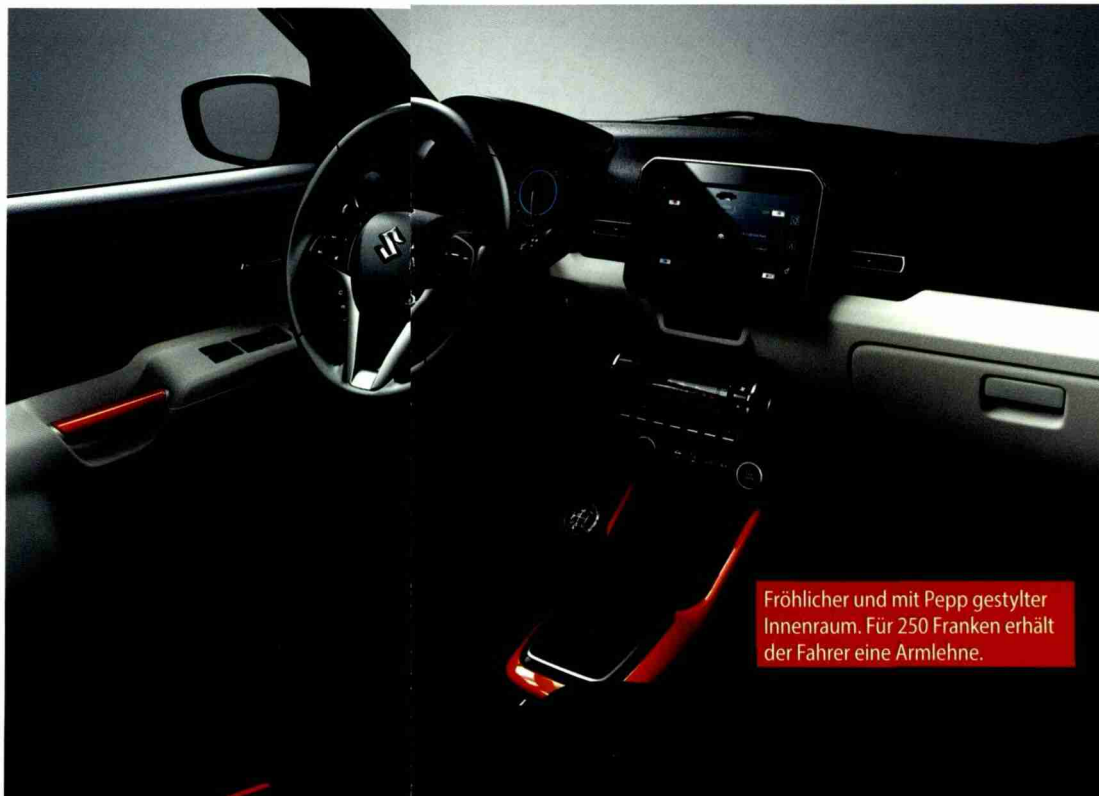 Fröhlicher und mit Pepp gestylter
Innenraum. Für 250 Franken erhält
der Fahrer eine Armlehne.